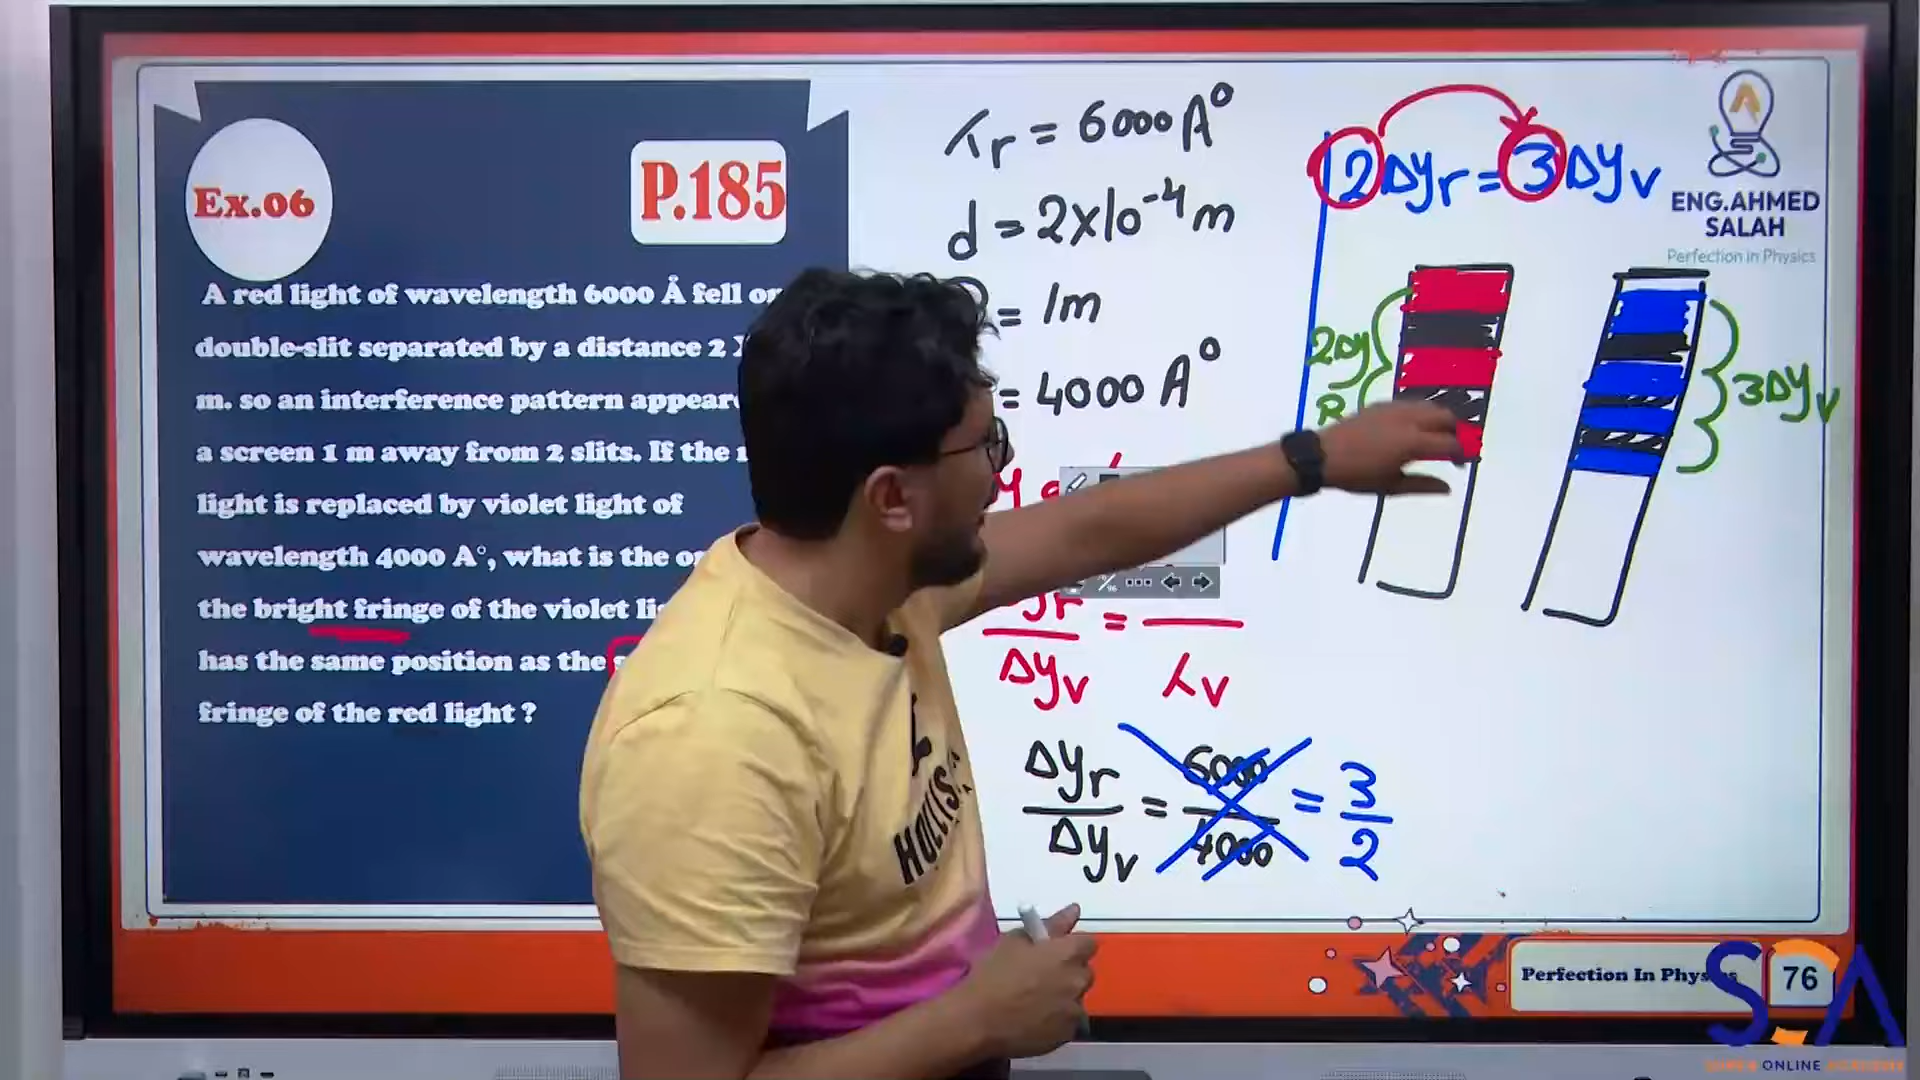 Ex.06
P.185
A red light of wavelength 6000 Å fell on
double-slit separated by a distance 2
m. so an interference pattern appear
a screen 1 m away from 2 slits. If the
light is replaced by violet light of
wavelength 4000 A°, what is the
the bright fringe of the violet
has the same position as the
fringe of the red light ?
λr = 6000 A°
d = 2×10⁻⁴ m
= 1m
= 4000 A°
Δyr
Δyv
=
λv
Δyr
Δyv
=
6000
4000
=
3
2
2Δyr = 3Δyv
2Δy
R
3Δyv
ENG.AHMED
SALAH
Perfection in Physics
Perfection In Phys
76
SOA
ONLINE